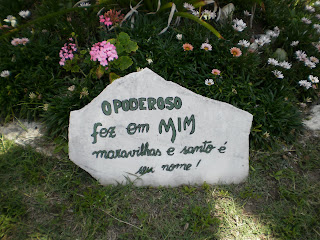 O PODEROSO
fez em MIM
maravilhas e santo é
seu nome!